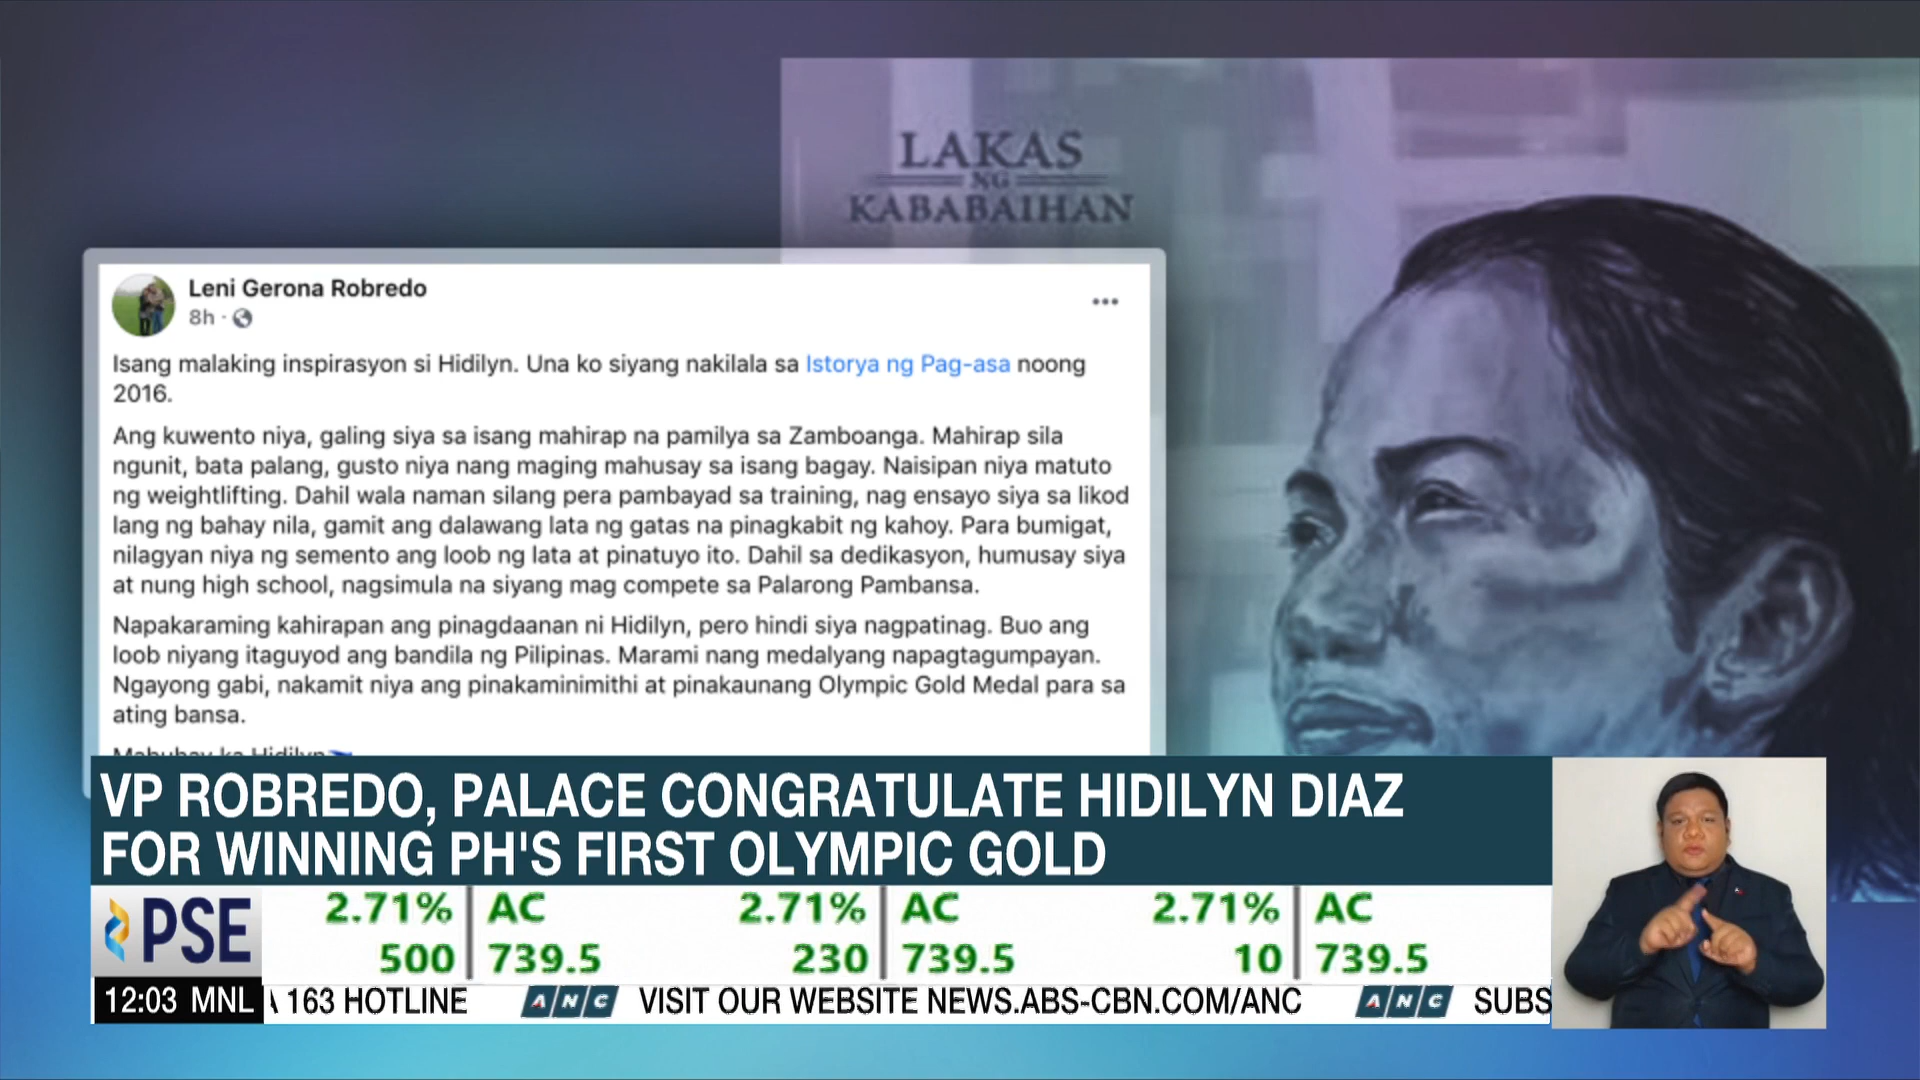 LAKAS
NG
KABABAIHAN
Leni Gerona Robredo
8h ·
Isang malaking inspirasyon si Hidilyn. Una ko siyang nakilala sa Istorya ng Pag-asa noong
2016.
Ang kuwento niya, galing siya sa isang mahirap na pamilya sa Zamboanga. Mahirap sila
ngunit, bata palang, gusto niya nang maging mahusay sa isang bagay. Naisipan niya matuto
ng weightlifting. Dahil wala naman silang pera pambayad sa training, nag ensayo siya sa likod
lang ng bahay nila, gamit ang dalawang lata ng gatas na pinagkabit ng kahoy. Para bumigat,
nilagyan niya ng semento ang loob ng lata at pinatuyo ito. Dahil sa dedikasyon, humusay siya
at nung high school, nagsimula na siyang mag compete sa Palarong Pambansa.
Napakaraming kahirapan ang pinagdaanan ni Hidilyn, pero hindi siya nagpatinag. Buo ang
loob niyang itaguyod ang bandila ng Pilipinas. Marami nang medalyang napagtagumpayan.
Ngayong gabi, nakamit niya ang pinakaminimithi at pinakaunang Olympic Gold Medal para sa
ating bansa.
Mabuhay ka Hidilyn
VP ROBREDO, PALACE CONGRATULATE HIDILYN DIAZ
FOR WINNING PH'S FIRST OLYMPIC GOLD
PSE
2.71% AC 2.71% AC 2.71% AC
500 739.5 230 739.5 10 739.5
12:03 MNL 163 HOTLINE ANC VISIT OUR WEBSITE NEWS.ABS-CBN.COM/ANC ANC SUBS